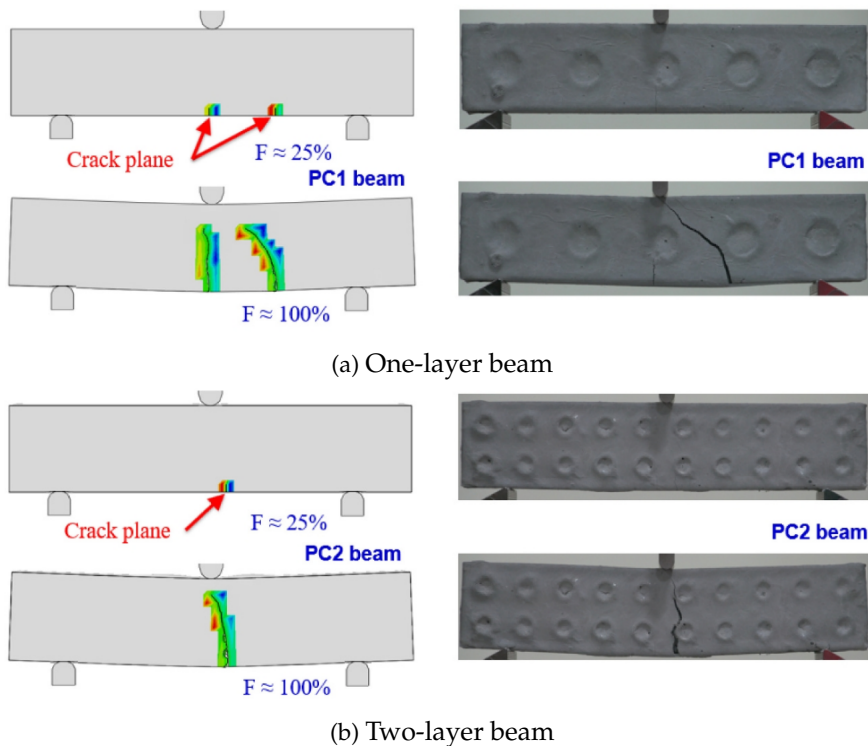 Crack plane
F ≈ 25%
PC1 beam
PC1 beam
F ≈ 100%
(a) One-layer beam
Crack plane
F ≈ 25%
PC2 beam
PC2 beam
F ≈ 100%
(b) Two-layer beam